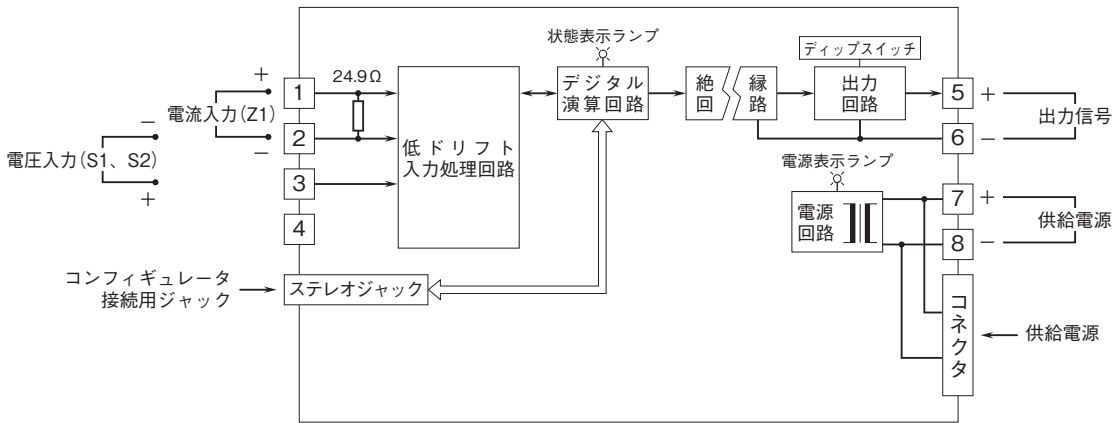 状態表示ランプ
ディップスイッチ
24.9Ω
デジタル
演算回路
絶縁
回路
出力
回路
+
1
電流入力(Z1)
−
2
−
電圧入力(S1、S2)
+
3
4
低ドリフト
入力処理回路
5
+
出力信号
6
−
電源表示ランプ
電源
回路
7
+
供給電源
8
−
コンフィギュレータ
接続用ジャック
ステレオジャック
コネクタ
供給電源